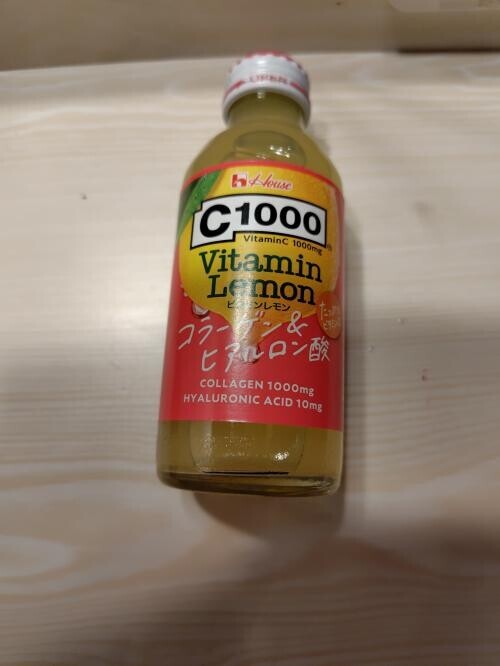 House
C1000
VitaminC 1000mg
Vitamin
Lemon
ビタミンレモン
コラーゲン&
ヒアルロン酸
COLLAGEN 1000mg
HYALURONIC ACID 10mg